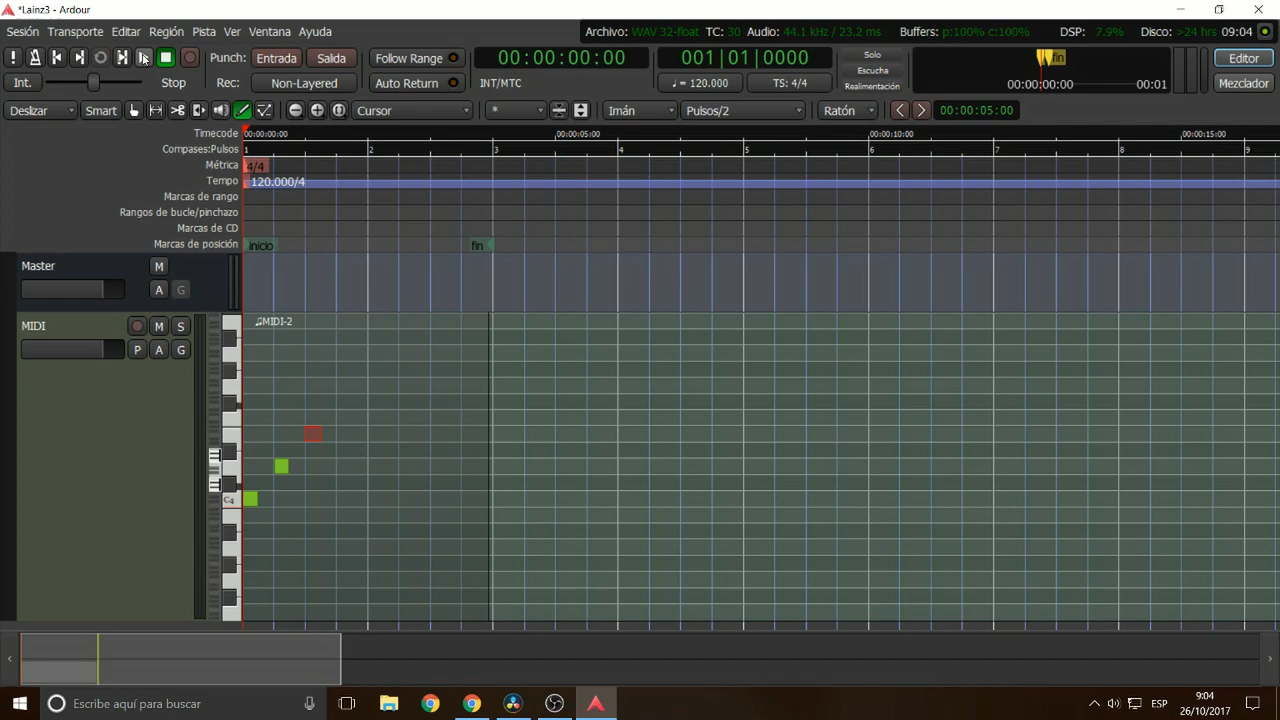 *Lainz3 - Ardour
Sesión Transporte Editar Región Pista Ver Ventana Ayuda
Archivo: WAV 32-float TC: 30 Audio: 44.1 kHz / 23.2 ms Buffers: p:100% c:100% DSP: 7.9% Disco: >24 hrs 09:04
Punch: Entrada Salida Follow Range 00:00:00:00 001|01|0000 Solo Escucha Realimentación fin Editor
Int. Stop Rec: Non-Layered Auto Return INT/MTC ♩ = 120.000 TS: 4/4 00:00:00:00 00:01 Mezclador
Deslizar Smart Cursor * Imán Pulsos/2 Ratón 00:00:05:00
Timecode 00:00:00:00 00:00:05:00 00:00:10:00 00:00:15:00
Compases:Pulsos 1 2 3 4 5 6 7 8 9
Métrica 4/4
Tempo 120.000/4
Marcas de rango
Rangos de bucle/pinchazo
Marcas de CD
Marcas de posición inicio fin
Master M
A G
MIDI M S MIDI-2
P A G
C4
Escribe aquí para buscar ESP 9:04
26/10/2017